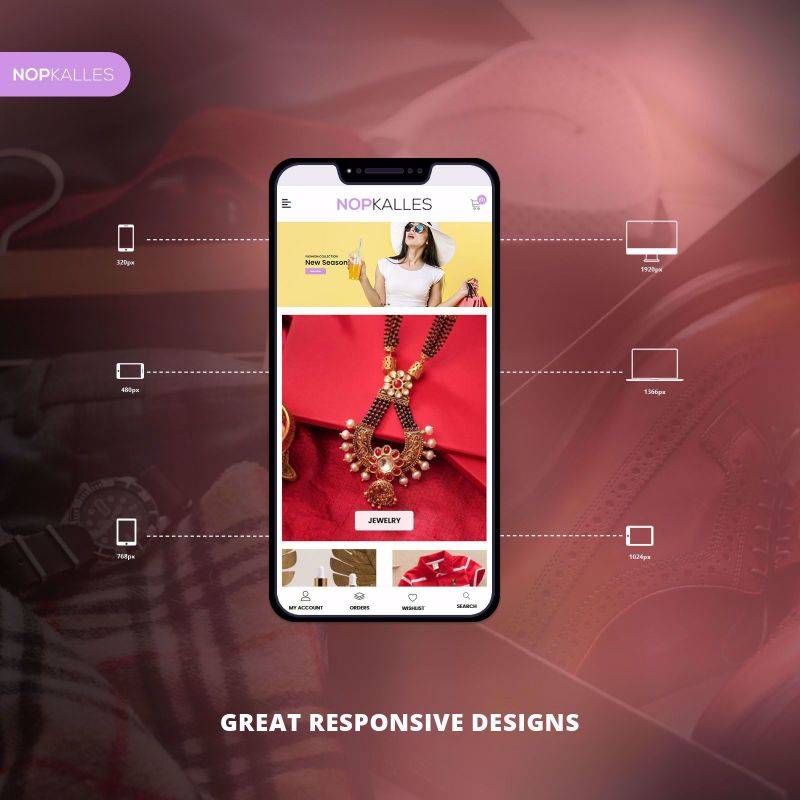 NOPKALLES
NOPKALLES
FASHION COLLECTION
New Season!
JEWELRY
MY ACCOUNT
ORDERS
WISHLIST
SEARCH
320px
480px
768px
1920px
1366px
1024px
GREAT RESPONSIVE DESIGNS